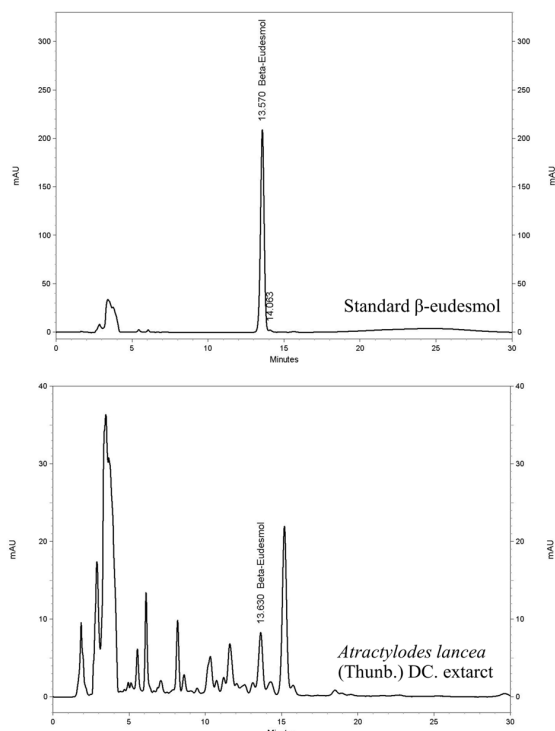 300
250
200
150
100
50
0
mAU
13.570 Beta-Eudesmol
14.063
Standard β-eudesmol
300
250
200
150
100
50
0
mAU
0 5 10 15 20 25 30
Minutes
40
30
20
10
0
mAU
13.630 Beta-Eudesmol
Atractylodes lancea
(Thunb.) DC. extarct
40
30
20
10
0
mAU
0 5 10 15 20 25 30
Minutes